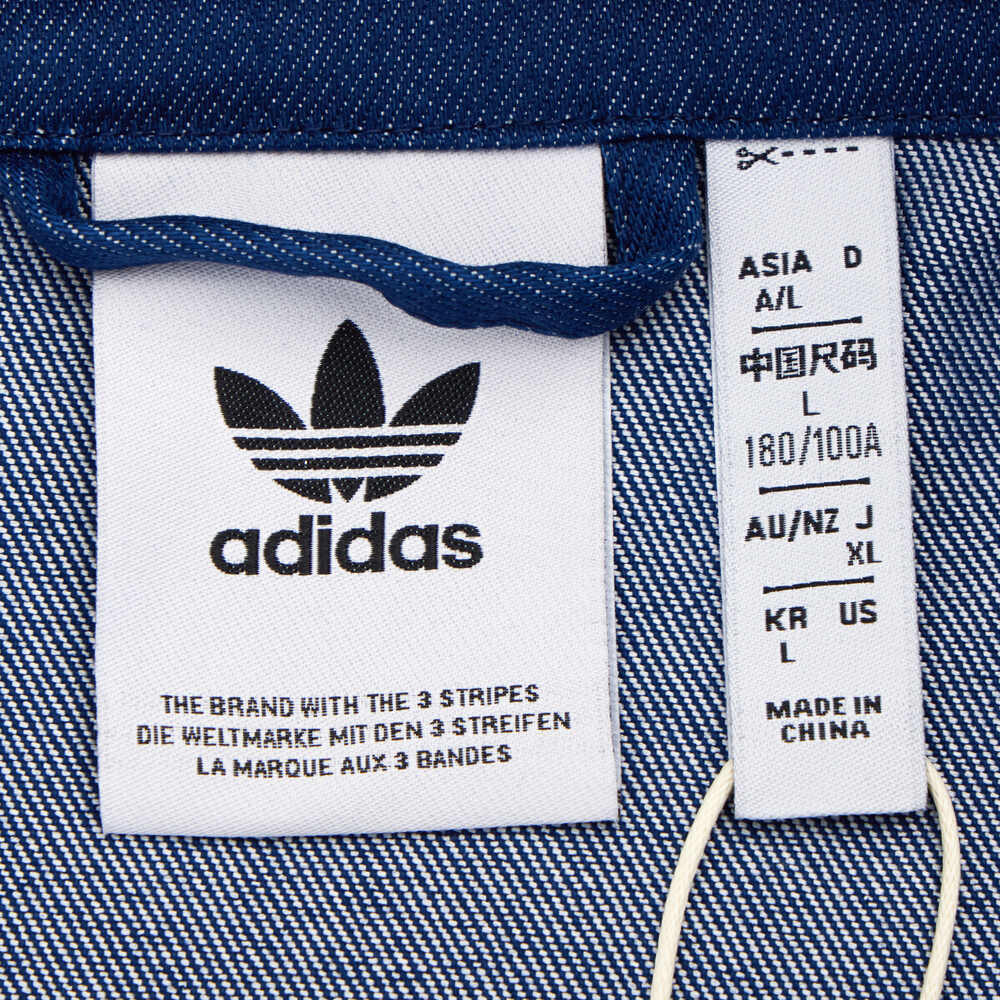 adidas
THE BRAND WITH THE 3 STRIPES
DIE WELTMARKE MIT DEN 3 STREIFEN
LA MARQUE AUX 3 BANDES
ASIA D
A/L
中国尺码
L
180/100A
AU/NZ J
XL
KR US
L
MADE IN
CHINA